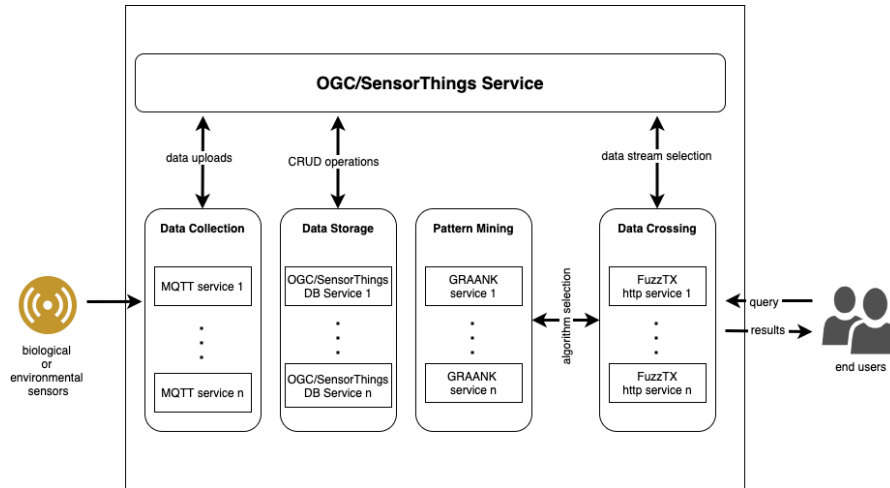 OGC/SensorThings Service
data uploads
CRUD operations
data stream selection
Data Collection
MQTT service 1
MQTT service n
Data Storage
OGC/SensorThings
DB Service 1
OGC/SensorThings
DB Service n
Pattern Mining
GRAANK
service 1
GRAANK
service n
algorithm selection
Data Crossing
FuzzTX
http service 1
FuzzTX
http service n
biological
or
environmental
sensors
query
results
end users